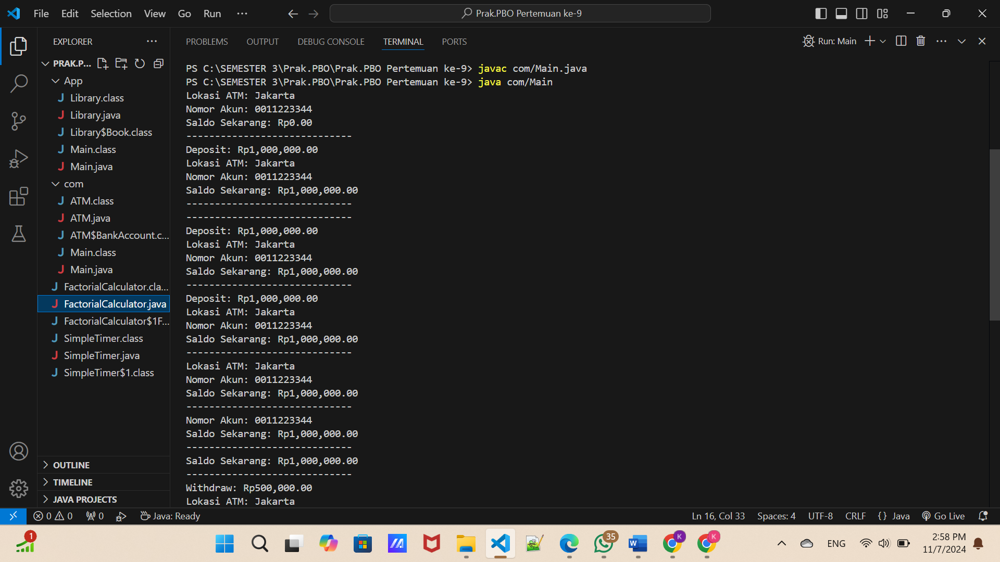 File Edit Selection View Go Run ··· Prak.PBO Pertemuan ke-9
EXPLORER
PRAK.P...
App
Library.class
Library.java
Library$Book.class
Main.class
Main.java
com
ATM.class
ATM.java
ATM$BankAccount.c...
Main.class
Main.java
FactorialCalculator.cla...
FactorialCalculator.java
FactorialCalculator$1F...
SimpleTimer.class
SimpleTimer.java
SimpleTimer$1.class
OUTLINE
TIMELINE
JAVA PROJECTS
PROBLEMS OUTPUT DEBUG CONSOLE TERMINAL PORTS Run: Main
PS C:\SEMESTER 3\Prak.PBO\Prak.PBO Pertemuan ke-9> javac com/Main.java
PS C:\SEMESTER 3\Prak.PBO\Prak.PBO Pertemuan ke-9> java com/Main
Lokasi ATM: Jakarta
Nomor Akun: 0011223344
Saldo Sekarang: Rp0.00
-----------------------------
Deposit: Rp1,000,000.00
Lokasi ATM: Jakarta
Nomor Akun: 0011223344
Saldo Sekarang: Rp1,000,000.00
-----------------------------
-----------------------------
Deposit: Rp1,000,000.00
Lokasi ATM: Jakarta
Nomor Akun: 0011223344
Saldo Sekarang: Rp1,000,000.00
-----------------------------
Deposit: Rp1,000,000.00
Lokasi ATM: Jakarta
Nomor Akun: 0011223344
Saldo Sekarang: Rp1,000,000.00
-----------------------------
Lokasi ATM: Jakarta
Nomor Akun: 0011223344
Saldo Sekarang: Rp1,000,000.00
-----------------------------
Nomor Akun: 0011223344
Saldo Sekarang: Rp1,000,000.00
-----------------------------
Saldo Sekarang: Rp1,000,000.00
-----------------------------
Withdraw: Rp500,000.00
Lokasi ATM: Jakarta
0 0 0 Java: Ready Ln 16, Col 33 Spaces: 4 UTF-8 CRLF {} Java Go Live
1 35 K K ENG 2:58 PM
11/7/2024